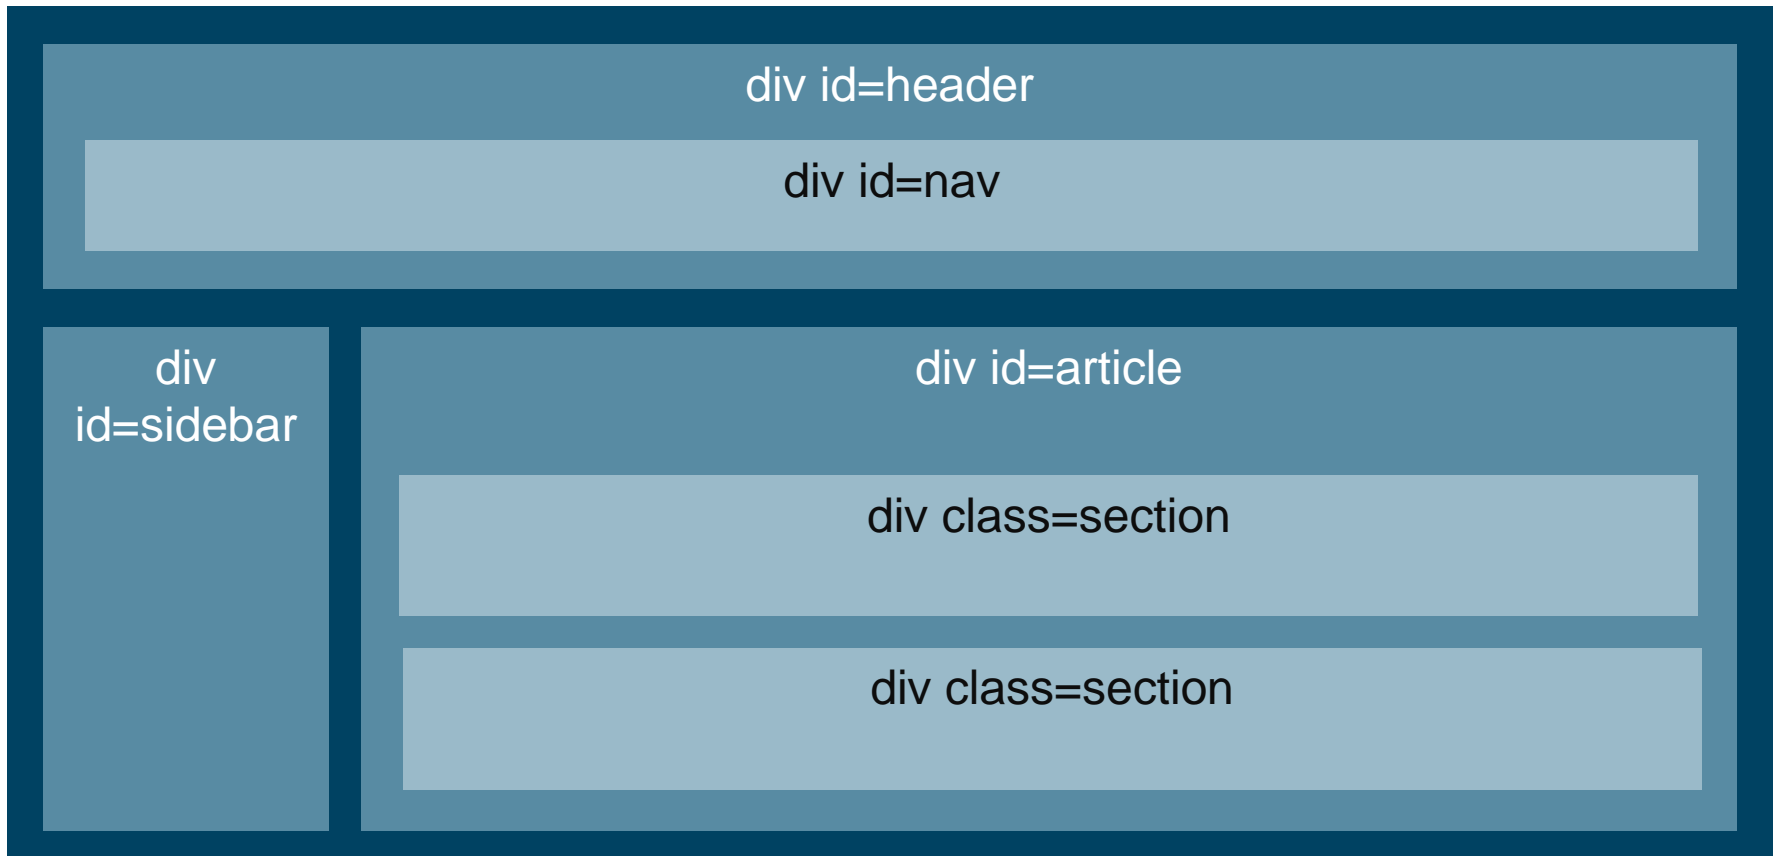 div id=header
div id=nav
div
id=sidebar
div id=article
div class=section
div class=section